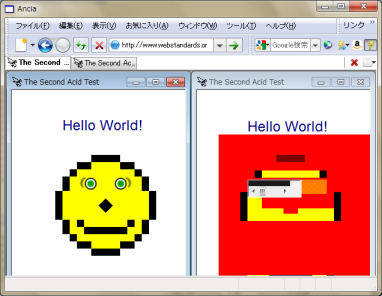 Ancia
ファイル(F) 編集(E) 表示(V) お気に入り(A) ウィンドウ(W) ツール(T) ヘルプ(H) リンク »
http://www.webstandards.or Google検索
The Second ... The Second Ac...
The Second Acid Test The Second Acid Test
Hello World! Hello World!